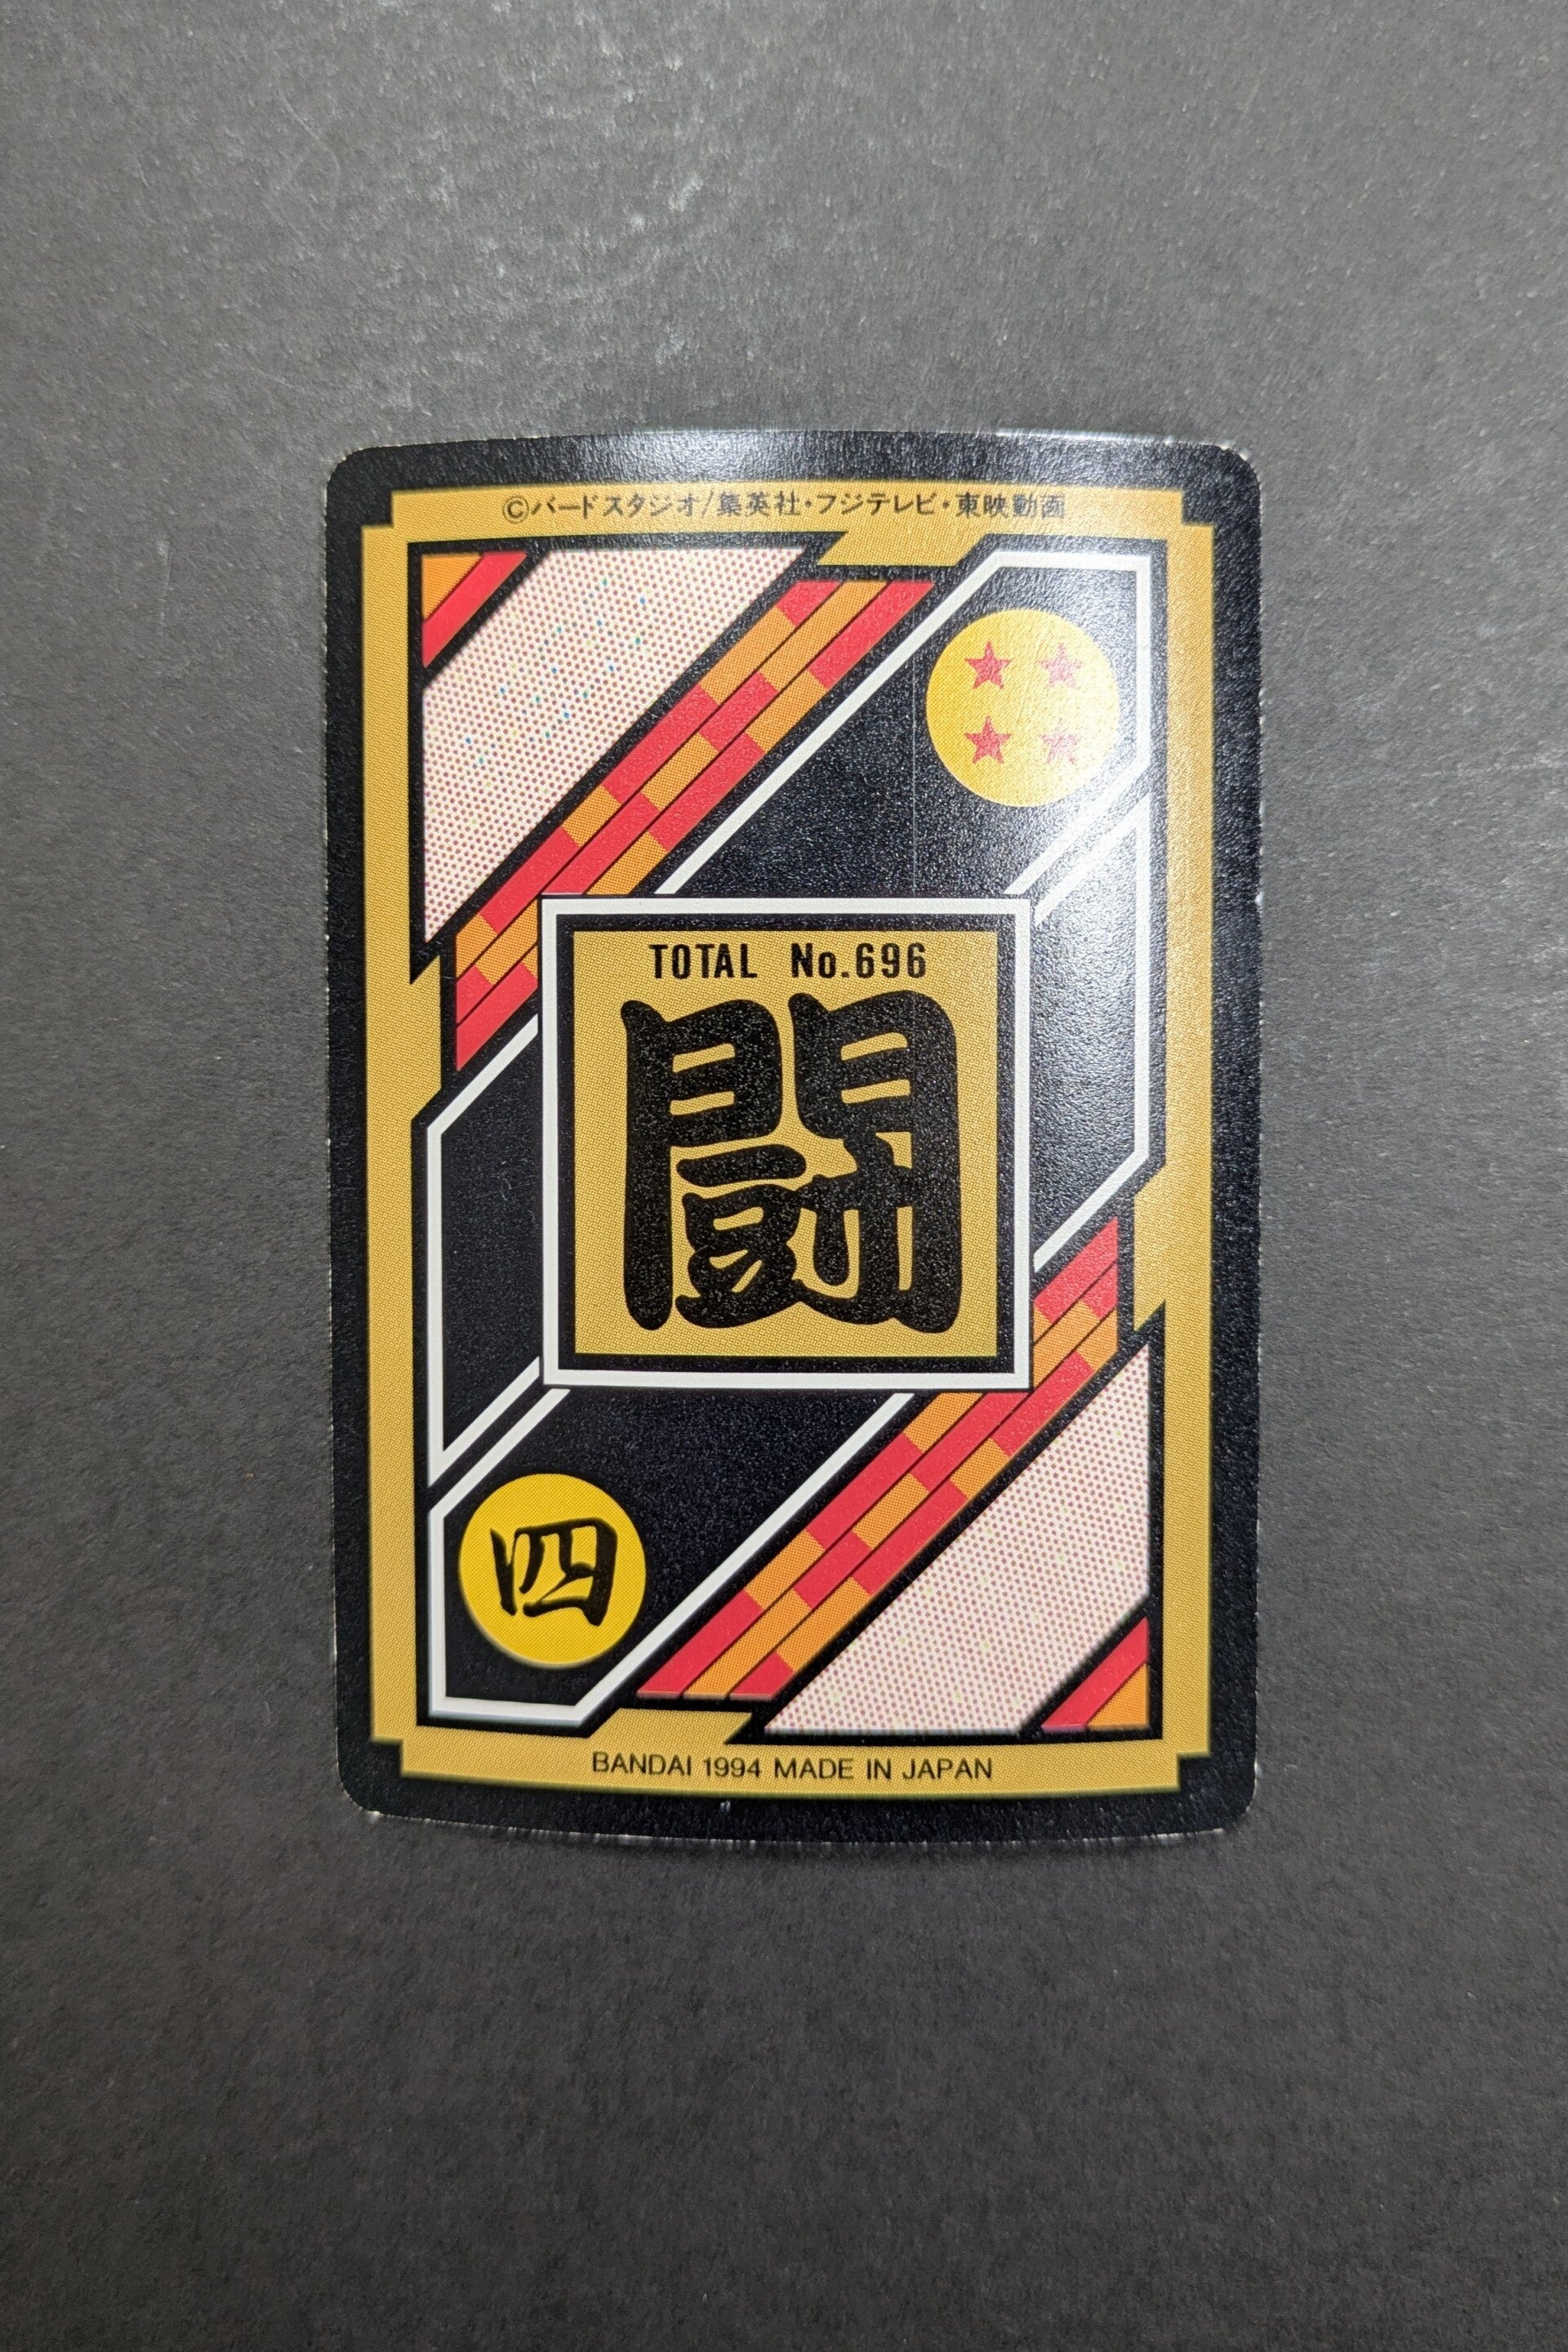 ©バードスタジオ/集英社・フジテレビ・東映動画
TOTAL No.696
闘
四
BANDAI 1994 MADE IN JAPAN